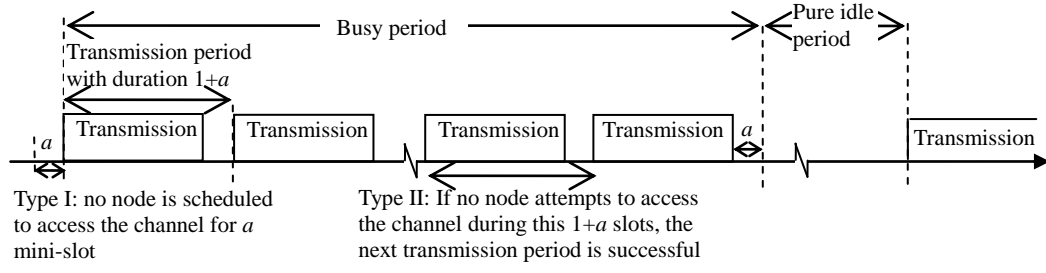 Busy period
Pure idle
period
Transmission period
with duration 1+a
a
Transmission
Transmission
Transmission
Transmission
a
Transmission
Type I: no node is scheduled
to access the channel for a
mini-slot
Type II: If no node attempts to access
the channel during this 1+a slots, the
next transmission period is successful